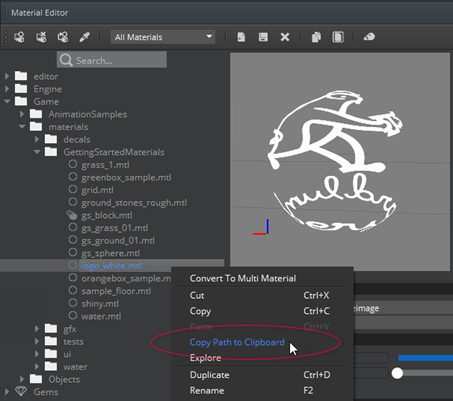 Material Editor
All Materials
Search...
editor
Engine
Game
AnimationSamples
materials
decals
GettingStartedMaterials
grass_1.mtl
greenbox_sample.mtl
grid.mtl
ground_stones_rough.mtl
gs_block.mtl
gs_grass_01.mtl
gs_ground_01.mtl
gs_sphere.mtl
logo_white.mtl
orangebox_sample.m
sample_floor.mtl
shiny.mtl
water.mtl
gfx
tests
ui
water
Objects
Gems
Convert To Multi Material
Cut Ctrl+X
Copy Ctrl+C
Paste Ctrl+V
Copy Path to Clipboard
Explore
Duplicate Ctrl+D
Rename F2
eimage